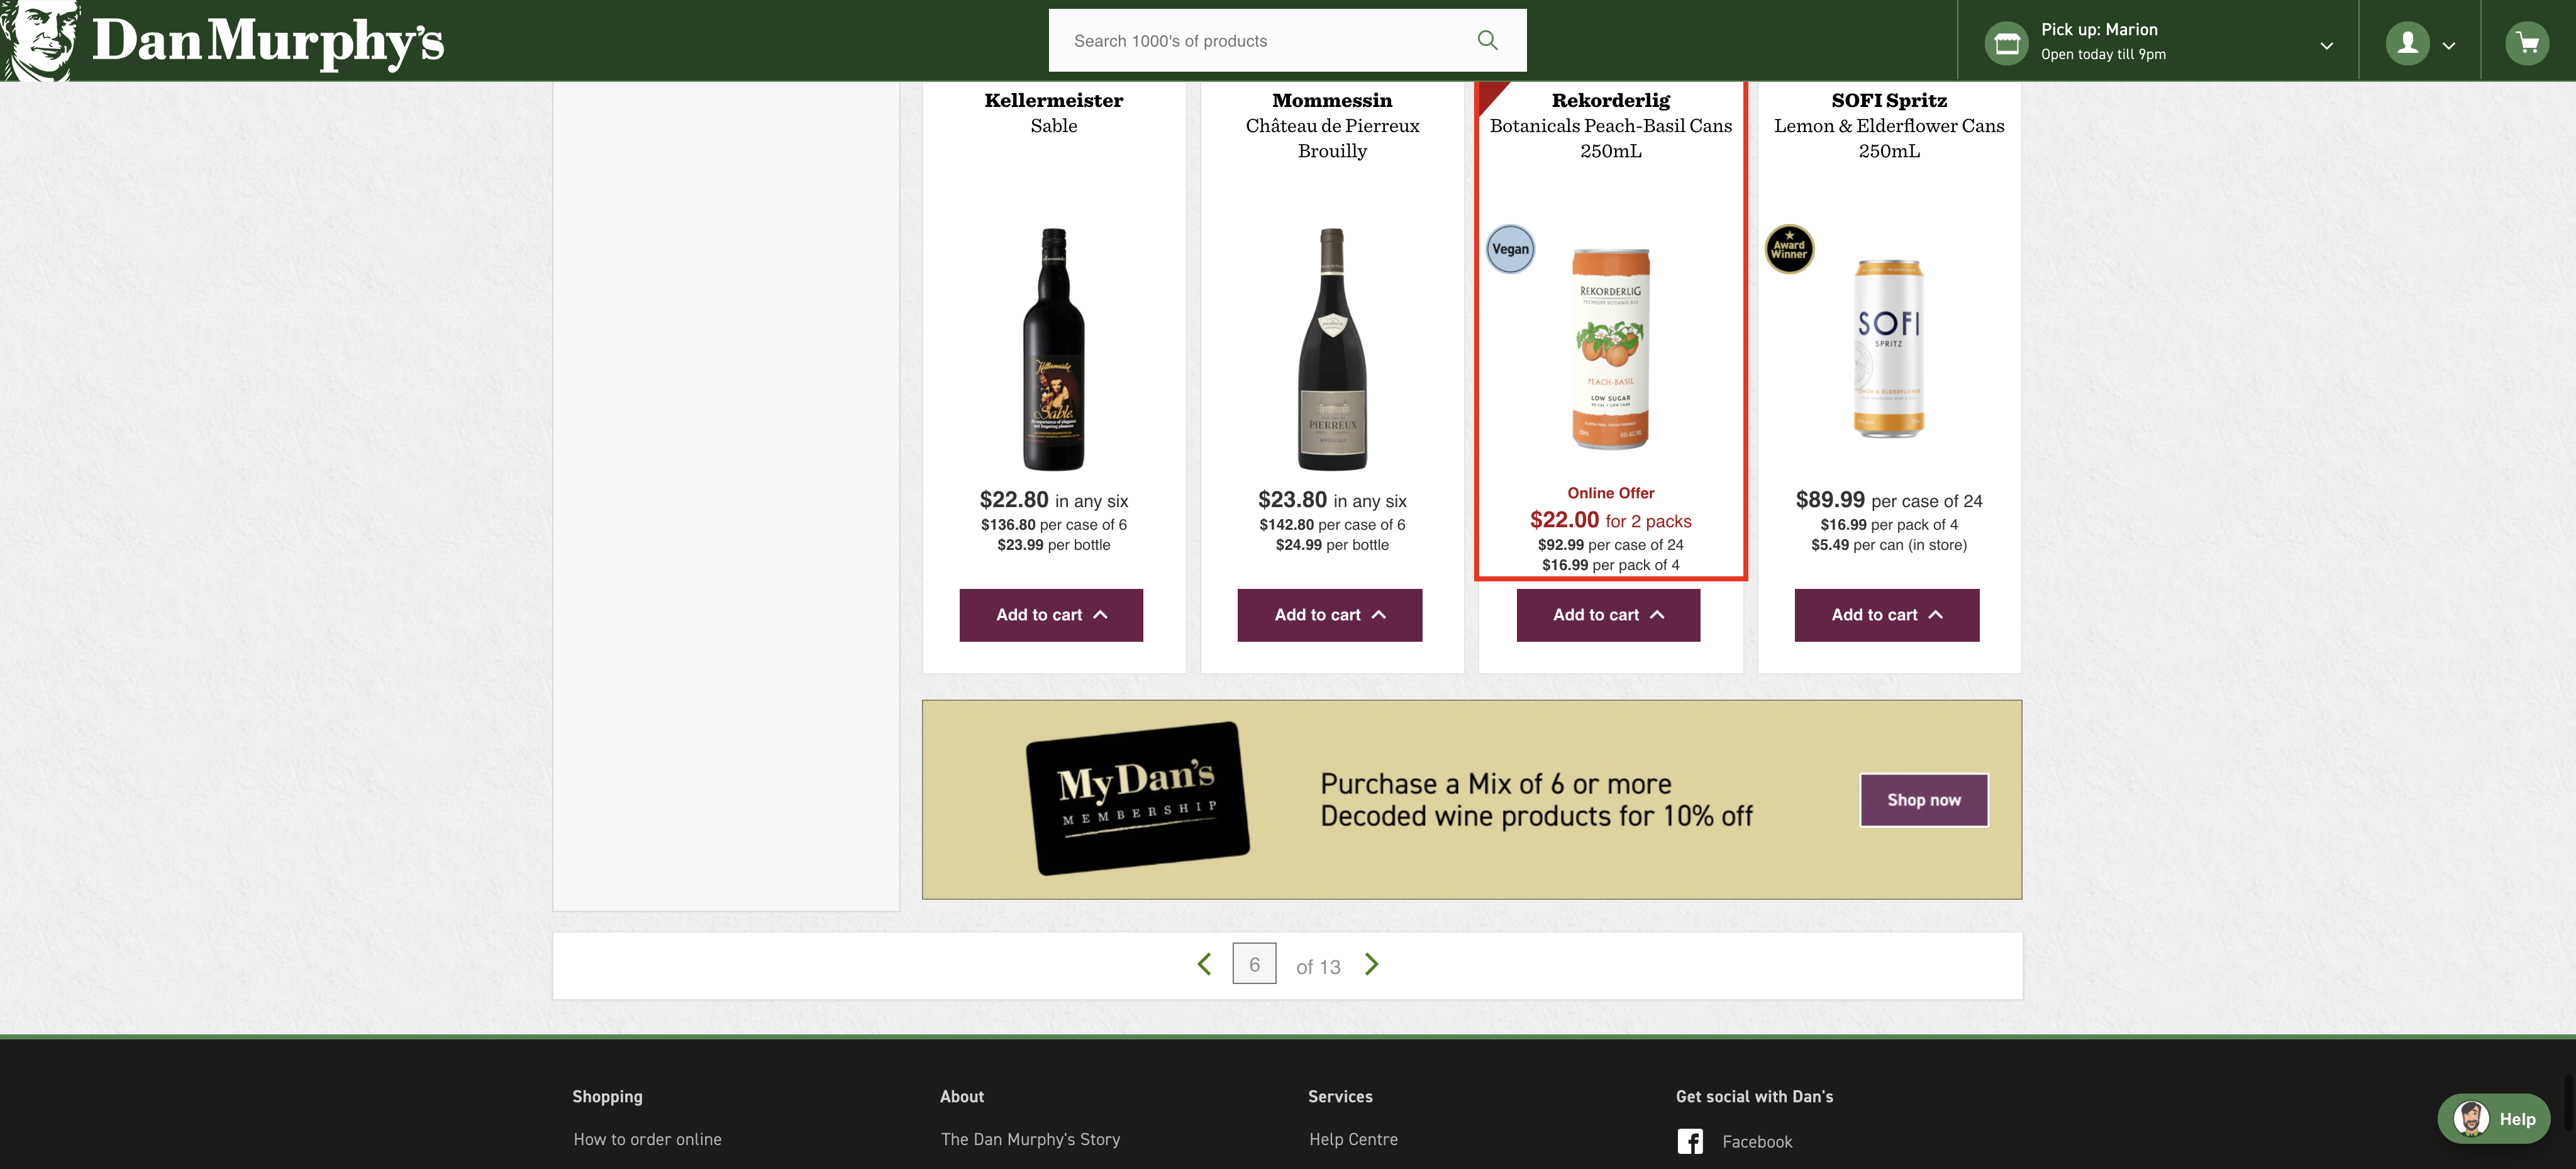 Dan Murphy's
Search 1000's of products
Pick up: Marion
Open today till 9pm
Kellermeister
Sable
Kellermeister
Sable
$22.80 in any six
$136.80 per case of 6
$23.99 per bottle
Add to cart
Mommessin
Château de Pierreux
Brouilly
PIERREUX
BROUILLY
$23.80 in any six
$142.80 per case of 6
$24.99 per bottle
Add to cart
Rekorderlig
Botanicals Peach-Basil Cans
250mL
Vegan
REKORDERLIG
PREMIUM BOTANICALS
PEACH-BASIL
LOW SUGAR
Online Offer
$22.00 for 2 packs
$92.99 per case of 24
$16.99 per pack of 4
Add to cart
SOFI Spritz
Lemon & Elderflower Cans
250mL
Award
Winner
SOFI
SPRITZ
LEMON & ELDERFLOWER
$89.99 per case of 24
$16.99 per pack of 4
$5.49 per can (in store)
Add to cart
My Dan's
MEMBERSHIP
Purchase a Mix of 6 or more
Decoded wine products for 10% off
Shop now
6 of 13
Shopping
How to order online
About
The Dan Murphy's Story
Services
Help Centre
Get social with Dan's
Facebook
Help